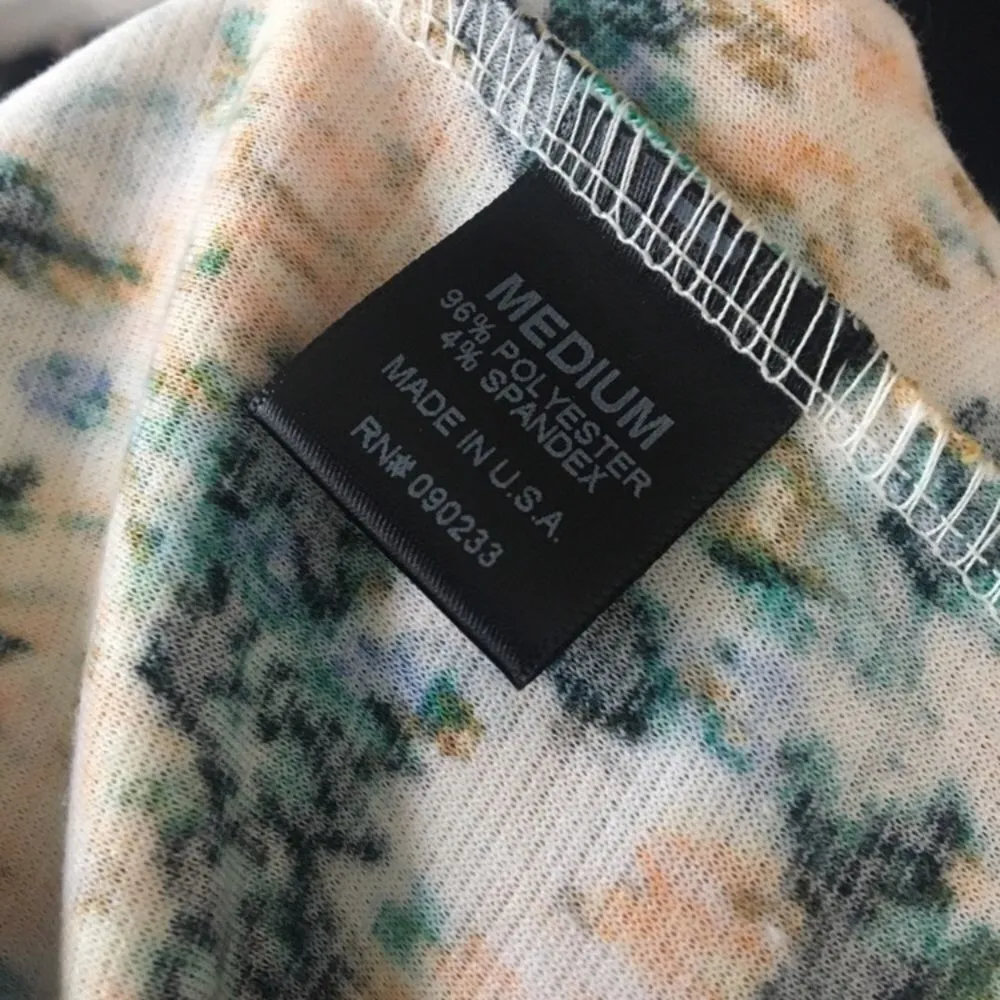 MEDIUM
96% POLYESTER
4% SPANDEX
MADE IN U.S.A.
RN# 090233